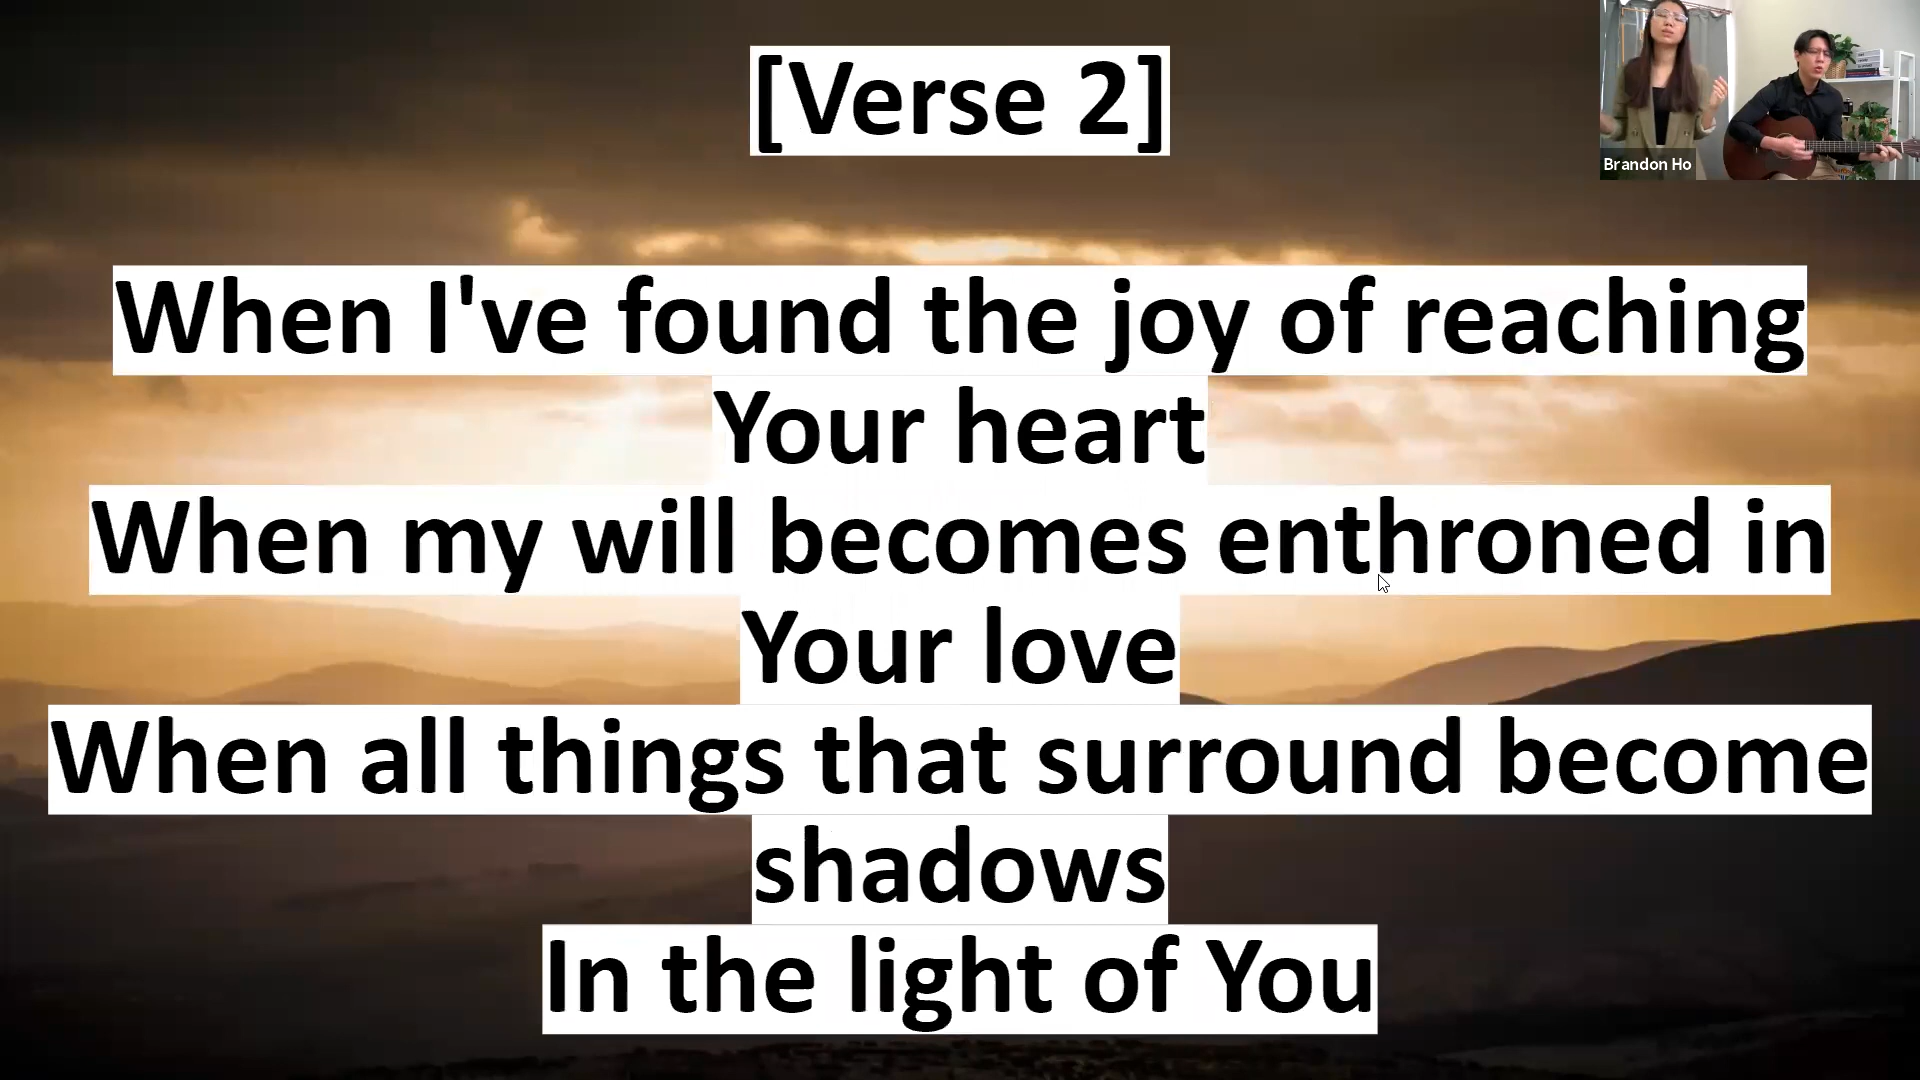 [Verse 2]
Brandon Ho
When I've found the joy of reaching
Your heart
When my will becomes enthroned in
Your love
When all things that surround become
shadows
In the light of You